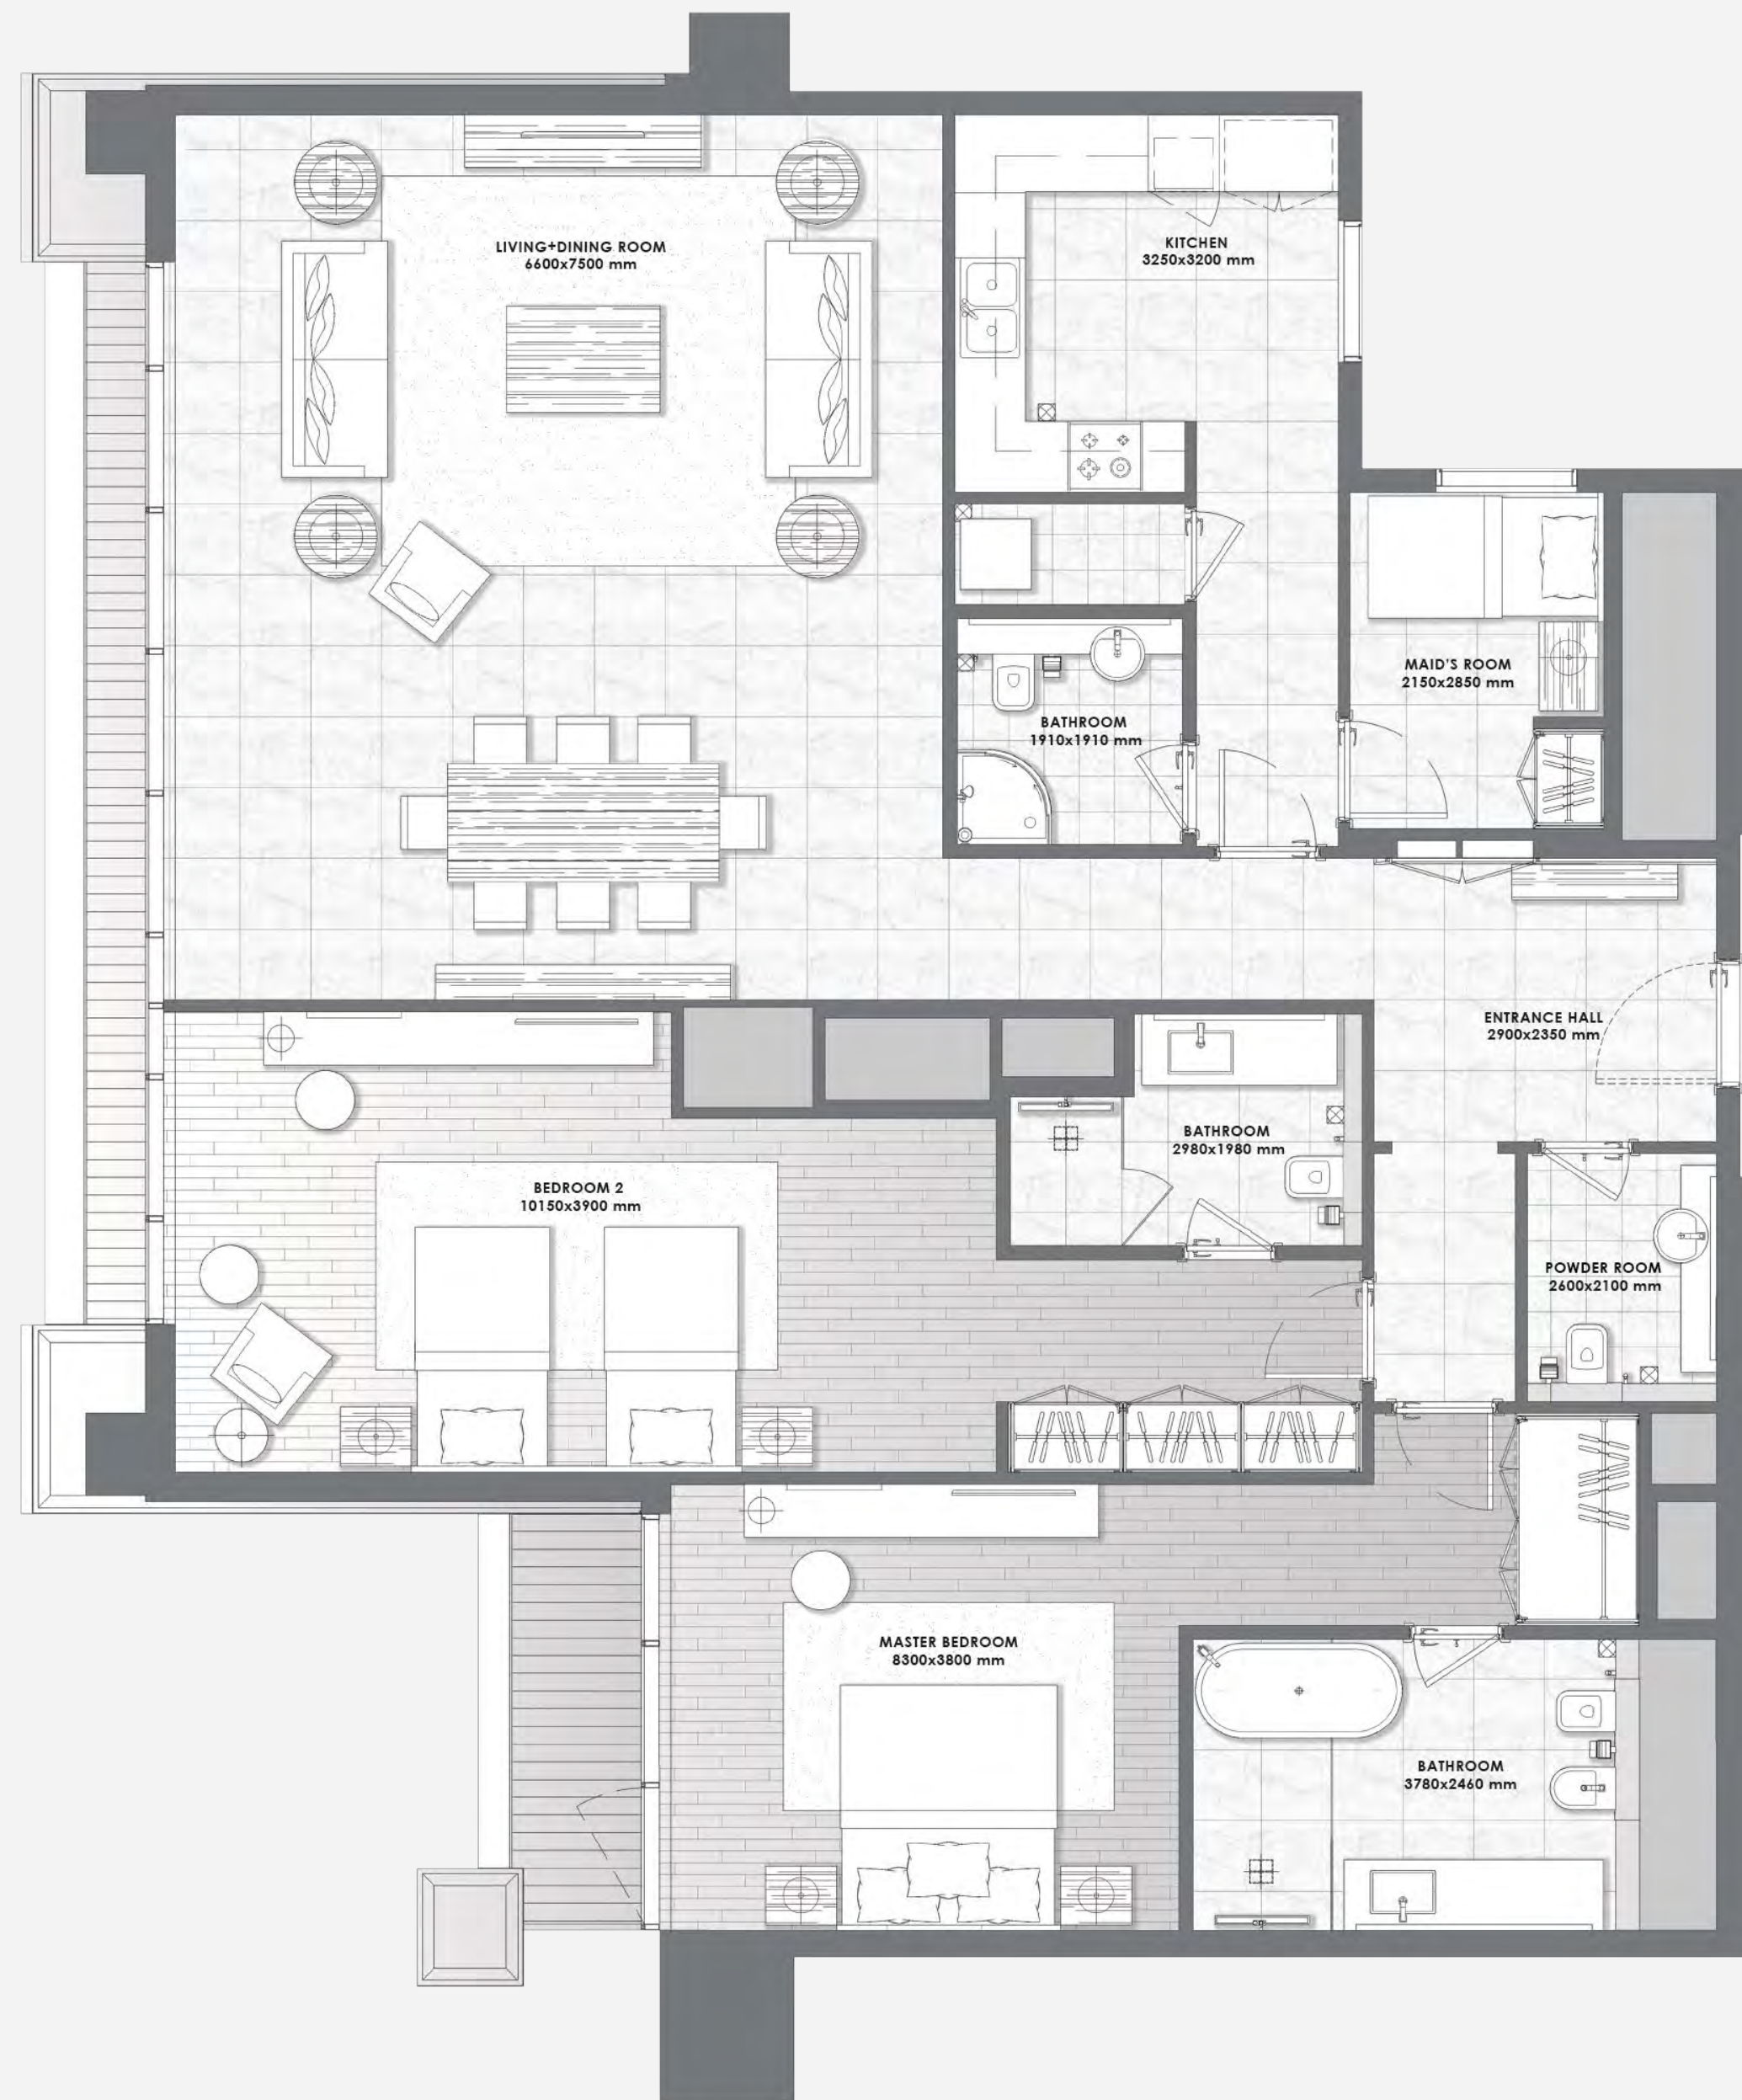 LIVING+DINING ROOM
6600x7500 mm
KITCHEN
3250x3200 mm
MAID'S ROOM
2150x2850 mm
BATHROOM
1910x1910 mm
ENTRANCE HALL
2900x2350 mm
BATHROOM
2980x1980 mm
BEDROOM 2
10150x3900 mm
POWDER ROOM
2600x2100 mm
MASTER BEDROOM
8300x3800 mm
BATHROOM
3780x2460 mm